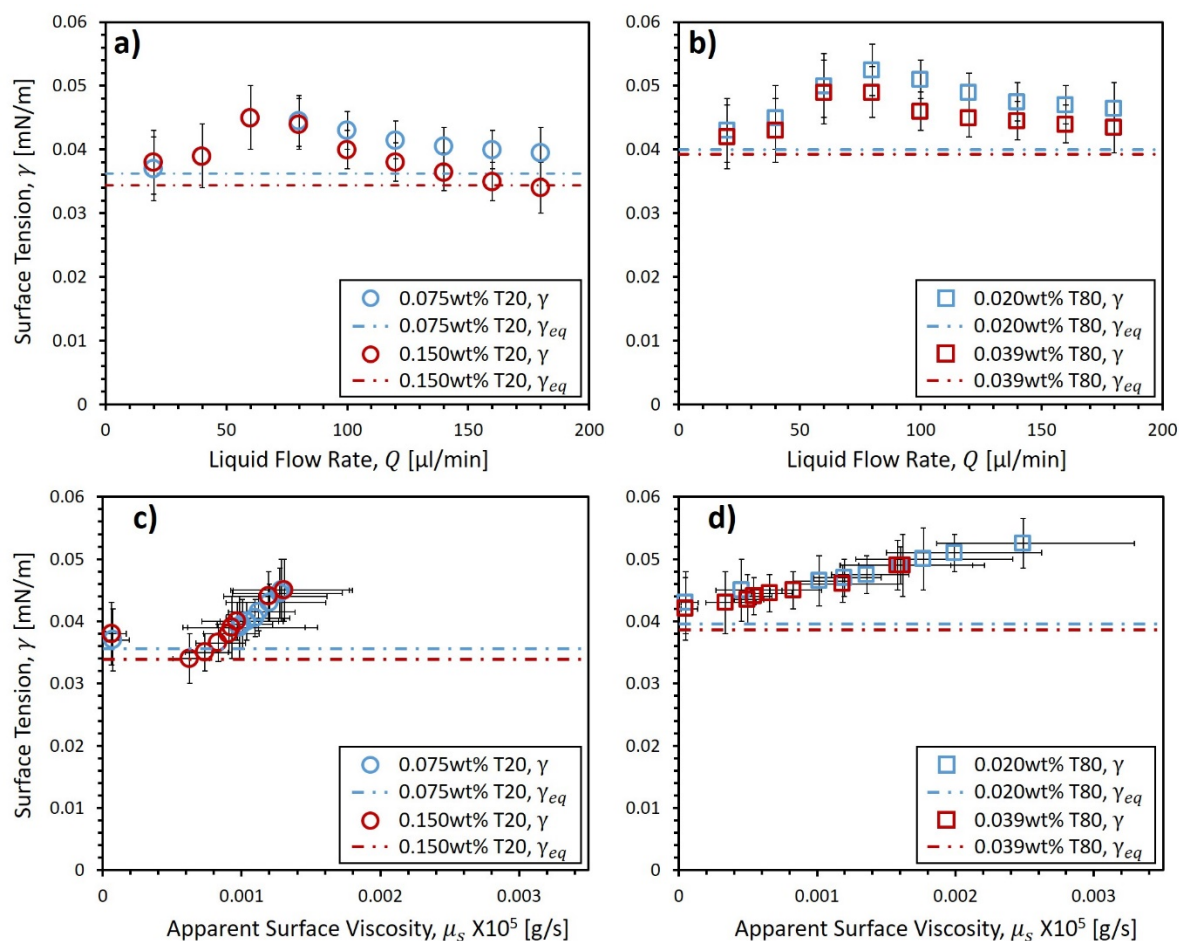 a)
Surface Tension, γ [mN/m]
0.06
0.05
0.04
0.03
0.02
0.01
0
0.075wt% T20, γ
0.075wt% T20, γeq
0.150wt% T20, γ
0.150wt% T20, γeq
0 50 100 150 200
Liquid Flow Rate, Q [µl/min]
b)
0.06
0.05
0.04
0.03
0.02
0.01
0
0.020wt% T80, γ
0.020wt% T80, γeq
0.039wt% T80, γ
0.039wt% T80, γeq
0 50 100 150 200
Liquid Flow Rate, Q [µl/min]
c)
Surface Tension, γ [mN/m]
0.06
0.04
0.03
0.02
0.01
0
0.075wt% T20, γ
0.075wt% T20, γeq
0.150wt% T20, γ
0.150wt% T20, γeq
0 0.001 0.002 0.003
Apparent Surface Viscosity, μs X10⁵ [g/s]
d)
0.06
0.04
0.03
0.02
0.01
0
0.020wt% T80, γ
0.020wt% T80, γeq
0.039wt% T80, γ
0.039wt% T80, γeq
0 0.001 0.002 0.003
Apparent Surface Viscosity, μs X10⁵ [g/s]